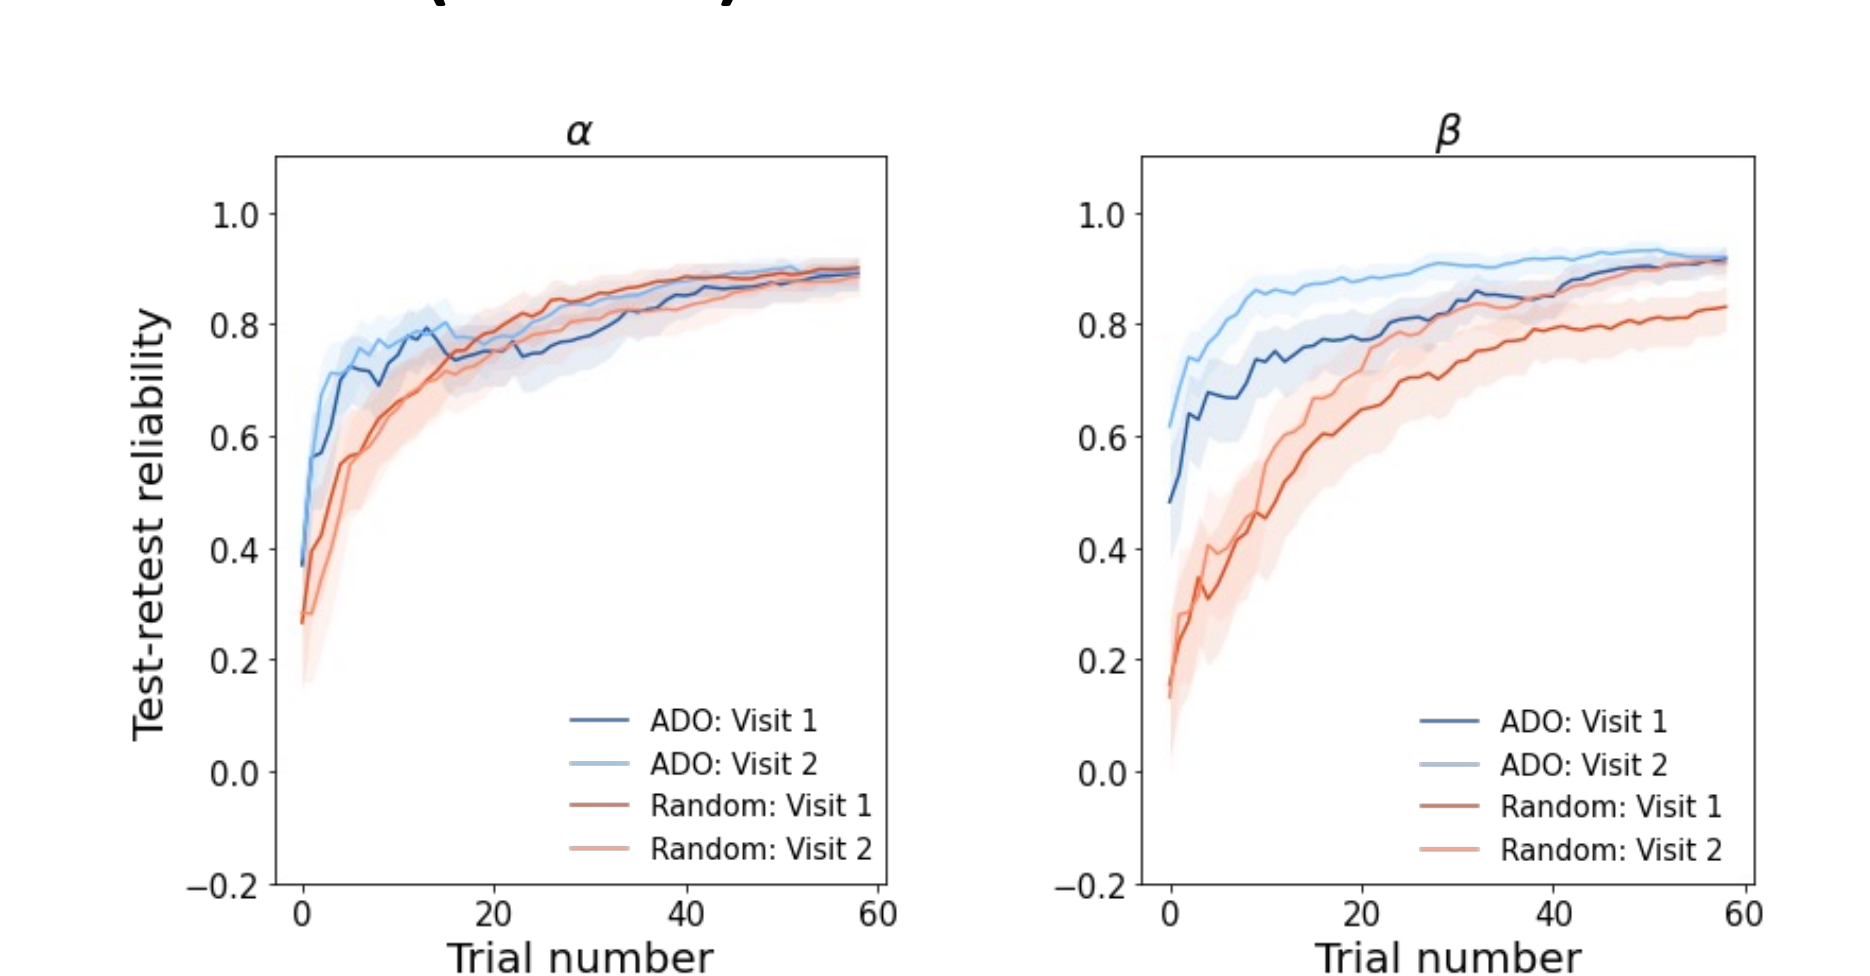 α
1.0
0.8
0.6
0.4
0.2
0.0
−0.2
0
20
40
60
Test-retest reliability
Trial number
ADO: Visit 1
ADO: Visit 2
Random: Visit 1
Random: Visit 2
β
1.0
0.8
0.6
0.4
0.2
0.0
−0.2
0
20
40
60
Trial number
ADO: Visit 1
ADO: Visit 2
Random: Visit 1
Random: Visit 2